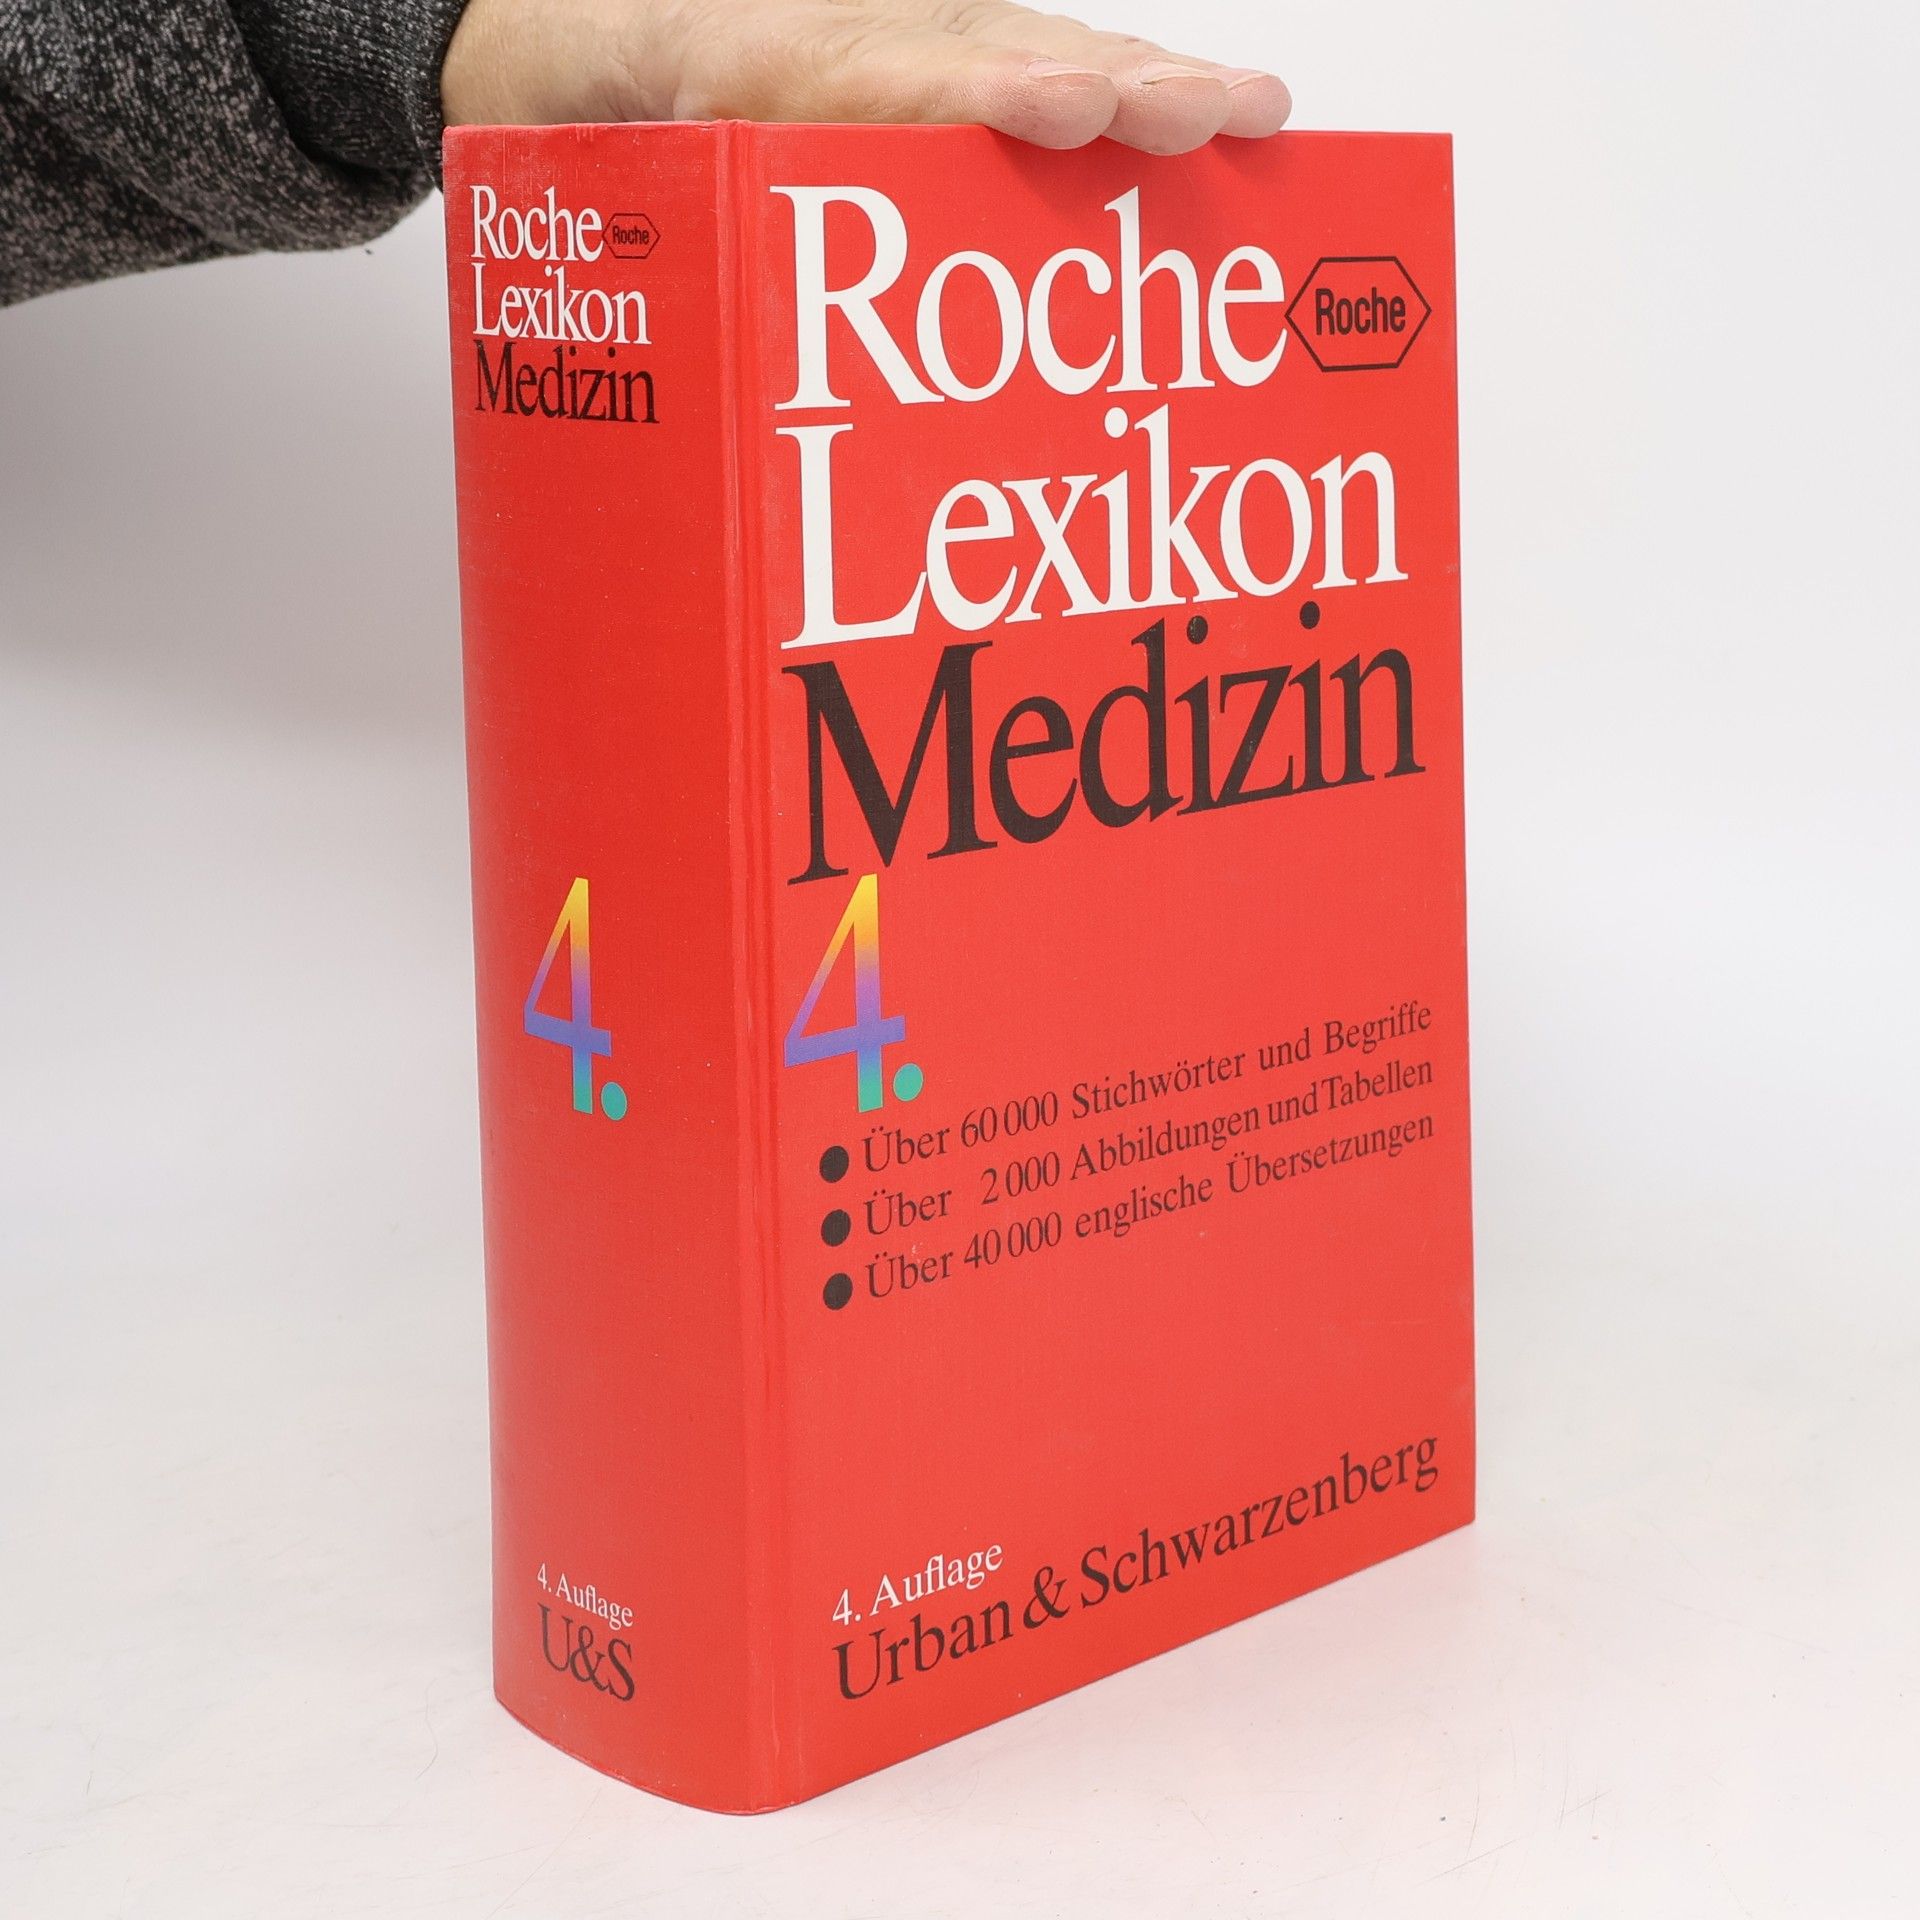 Roche Roche
Lexikon
Medizin
4.
4. Auflage
U&S
Roche Roche
Lexikon
Medizin
4.
● Über 60 000 Stichwörter und Begriffe
● Über 2 000 Abbildungen und Tabellen
● Über 40 000 englische Übersetzungen
4. Auflage
Urban & Schwarzenberg